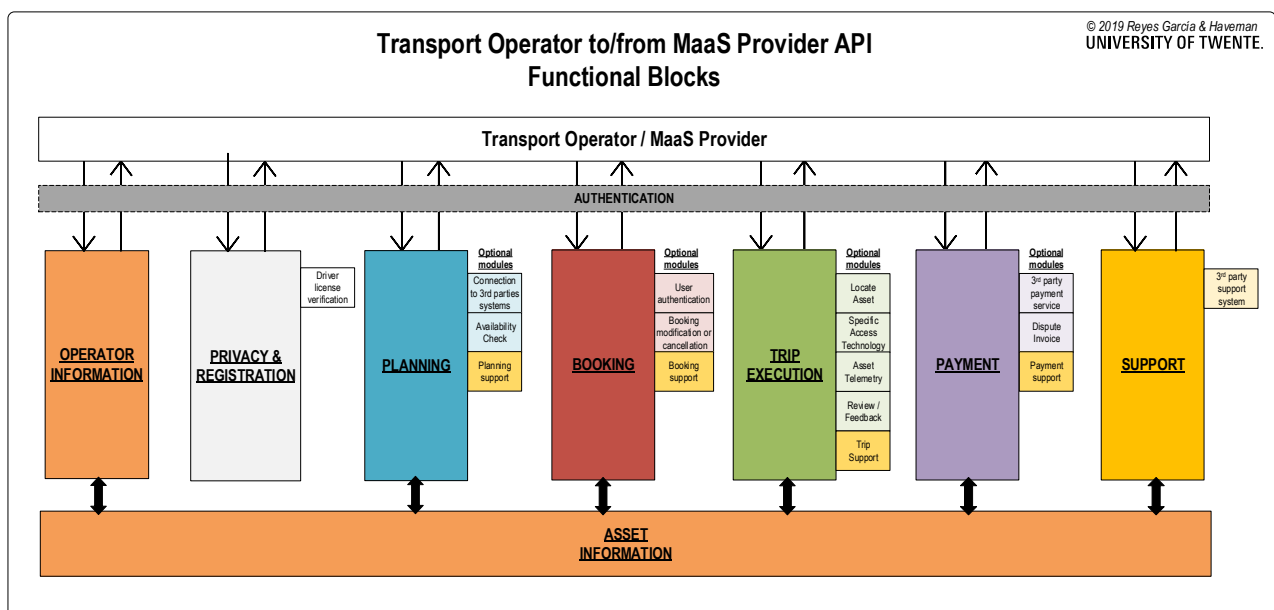 © 2019 Reyes García & Haveman
UNIVERSITY OF TWENTE.
Transport Operator to/from MaaS Provider API
Functional Blocks
Transport Operator / MaaS Provider
AUTHENTICATION
OPERATOR
INFORMATION
PRIVACY &
REGISTRATION
Driver
license
verification
PLANNING
Optional
modules
Connection
to 3rd parties
systems
Availability
Check
Planning
support
BOOKING
Optional
modules
User
authentication
Booking
modification or
cancellation
Booking
support
TRIP
EXECUTION
Optional
modules
Locate
Asset
Specific
Access
Technology
Asset
Telemetry
Review /
Feedback
Trip
Support
PAYMENT
Optional
modules
3rd party
payment
service
Dispute
Invoice
Payment
support
SUPPORT
3rd party
support
system
ASSET
INFORMATION